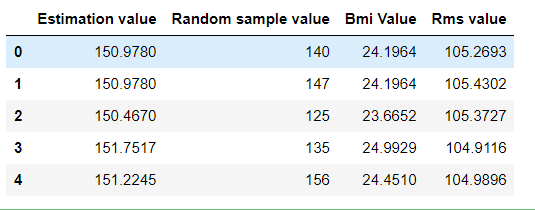 Estimation value Random sample value Bmi Value Rms value
0 150.9780 140 24.1964 105.2693
1 150.9780 147 24.1964 105.4302
2 150.4670 125 23.6652 105.3727
3 151.7517 135 24.9929 104.9116
4 151.2245 156 24.4510 104.9896